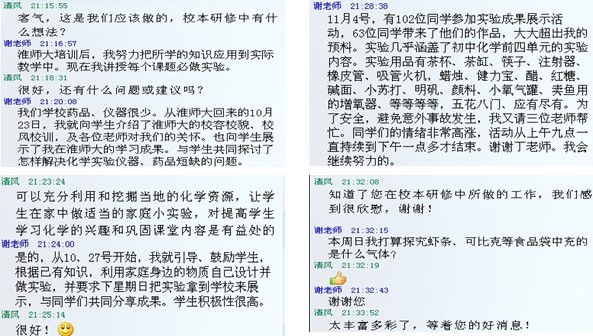 清风 21:15:55
客气，这是我们应该做的，校本研修中有什
么想法？
谢老师 21:16:57
淮师大培训后，我努力把所学的知识应用到实际
教学中。现在我讲授每个课题必做实验。
清风 21:18:31
很好，还有什么问题或建议吗？
谢老师 21:20:08
我们学校药品、仪器很少。从淮师大回来的10月
23日，我就向学生介绍了淮师大的校容校貌、校
风校训，及各位老师对我们的关怀。也向学生展
示了我在淮师大的学习成果。与学生共同探讨了
怎样解决化学实验仪器、药品短缺的问题。
谢老师 21:28:38
11月4号，有102位同学参加实验成果展示活
动，63位同学带来了他们的作品，大大超出我的
预料。实验几乎涵盖了初中化学前四单元的实验
内容。实验用品有茶杯、茶缸、筷子、注射器、
橡皮管、吸管火机，蜡烛、健力宝、醋、红糖、
碱面、小苏打、明矾、颜料、小氧气罐、卖鱼用
的增氧器、等等等等，五花八门、应有尽有。为
了安全，避免意外事故发生，我又请三位老师帮
忙。同学们的情绪非常高涨，活动从上午九点一
直持续到下午一点多才结束。谢谢丁老师。我会
继续努力的。
清风 21:23:24
可以充分利用和挖掘当地的化学资源，让学
生在家中做适当的家庭小实验，对提高学生
学习化学的兴趣和巩固课堂内容是有益处的
谢老师 21:24:00
是的，从10、27号开始，我就引导、鼓励学生，
根据己有知识，利用家庭身边的物质自己设计并
做实验，并要求下星期日把实验拿到学校来展
示，与同学们共同分享成果。学生积极性很高。
清风 21:25:14
很好！
清风 21:32:08
知道了您在校本研修中所做的工作，我们感
到很欣慰，谢谢！
谢老师 21:32:15
本周日我打算探究虾条、可比克等食品袋中充的
是什么气体？
清风 21:32:19
谢老师 21:32:43
谢谢您
清风 21:33:52
太丰富多彩了，等着您的好消息！